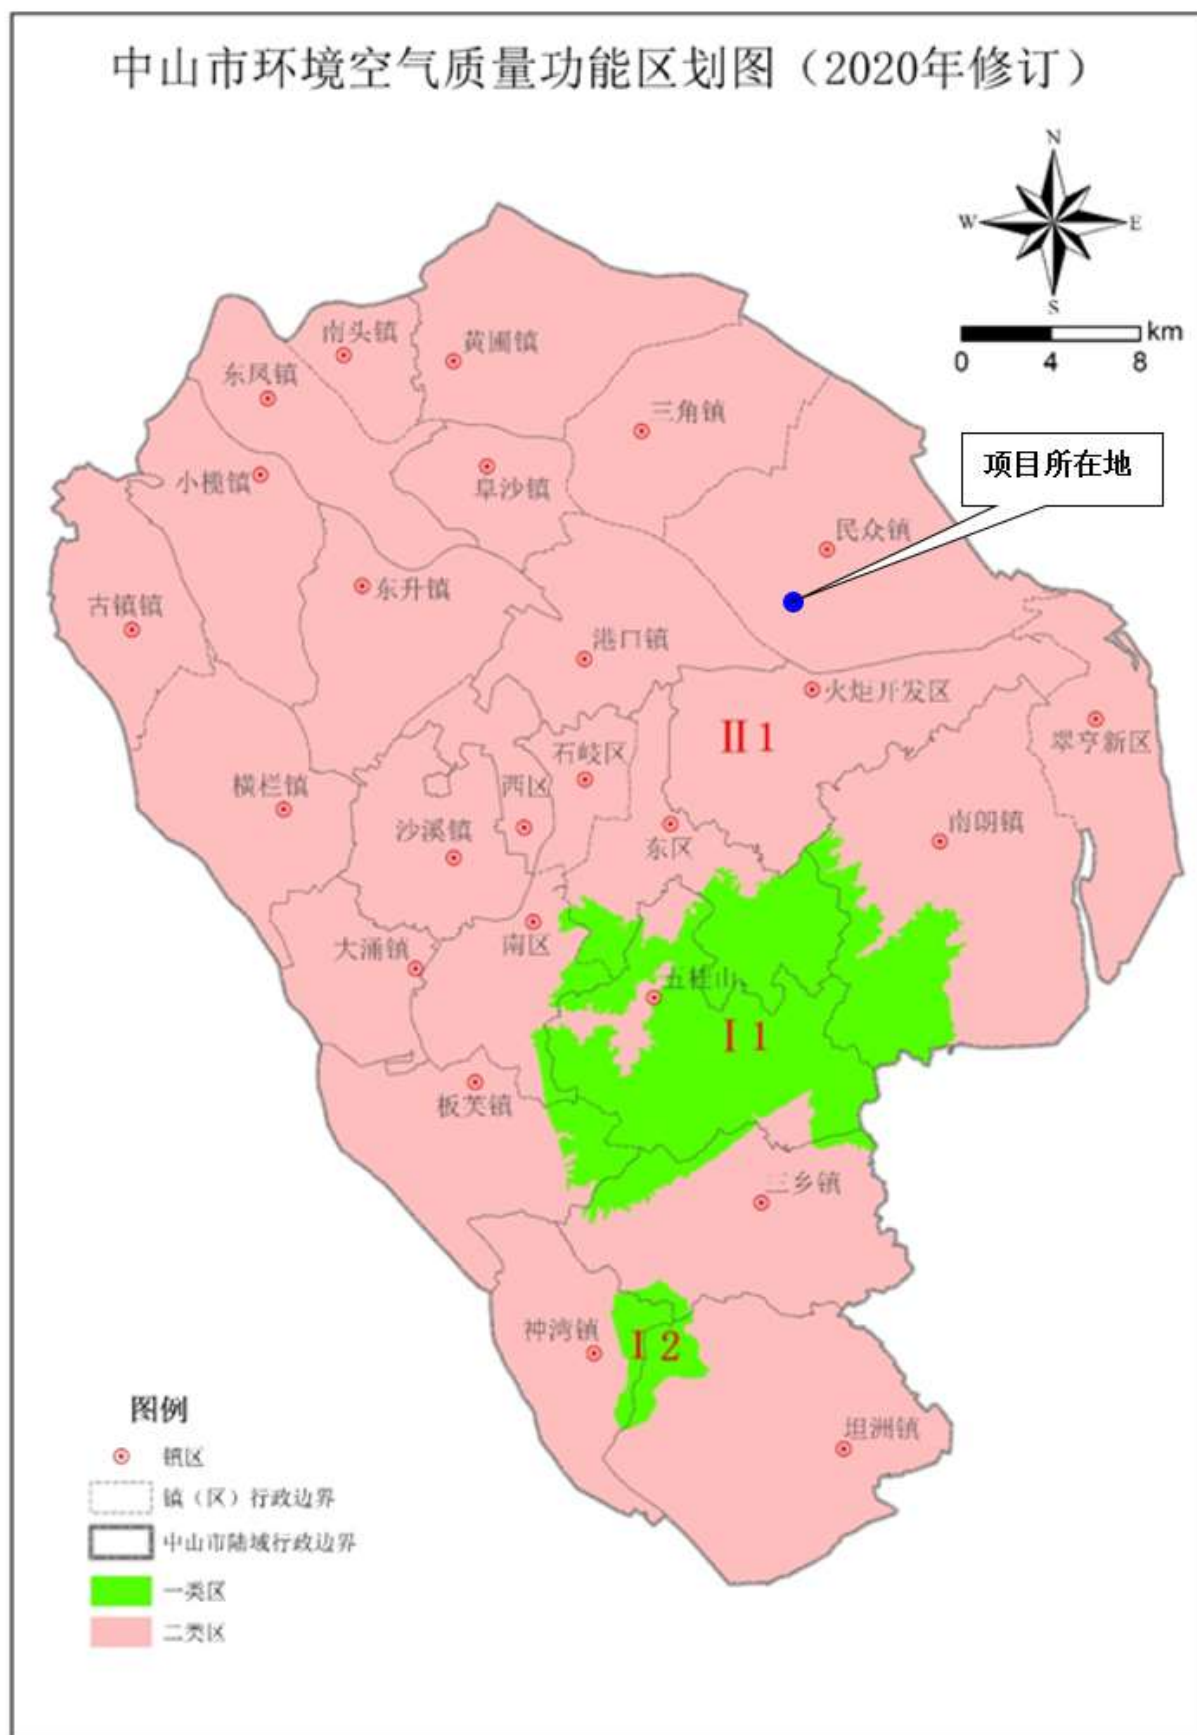 中山市环境空气质量功能区划图（2020年修订）
N
W
E
S
km
0 4 8
南头镇
黄圃镇
东凤镇
三角镇
项目所在地
小榄镇
阜沙镇
民众镇
东升镇
古镇镇
港口镇
火炬开发区
II 1
翠亨新区
石岐区
横栏镇
西区
沙溪镇
东区
南朗镇
大涌镇
南区
五桂山
I 1
板芙镇
三乡镇
神湾镇
I 2
坦洲镇
图例
镇区
镇（区）行政边界
中山市陆域行政边界
一类区
二类区